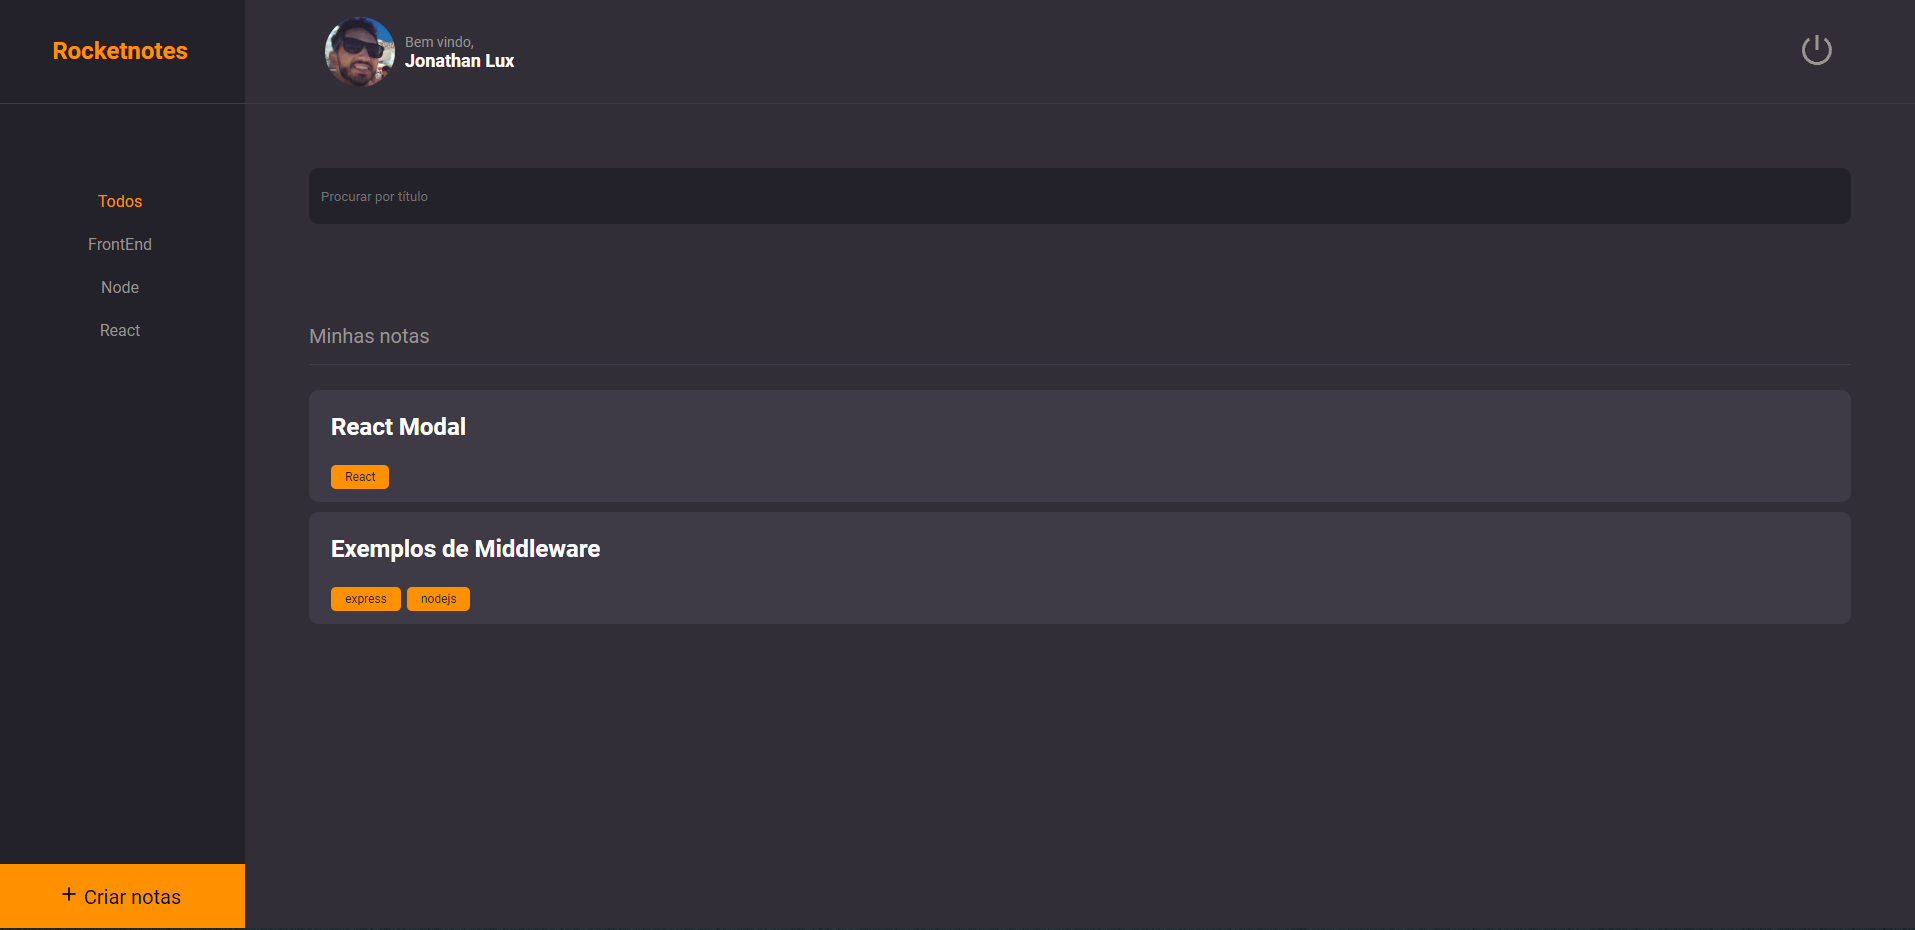 Rocketnotes
Bem vindo,
Jonathan Lux
Todos
FrontEnd
Node
React
Procurar por título
Minhas notas
React Modal
React
Exemplos de Middleware
express nodejs
+ Criar notas